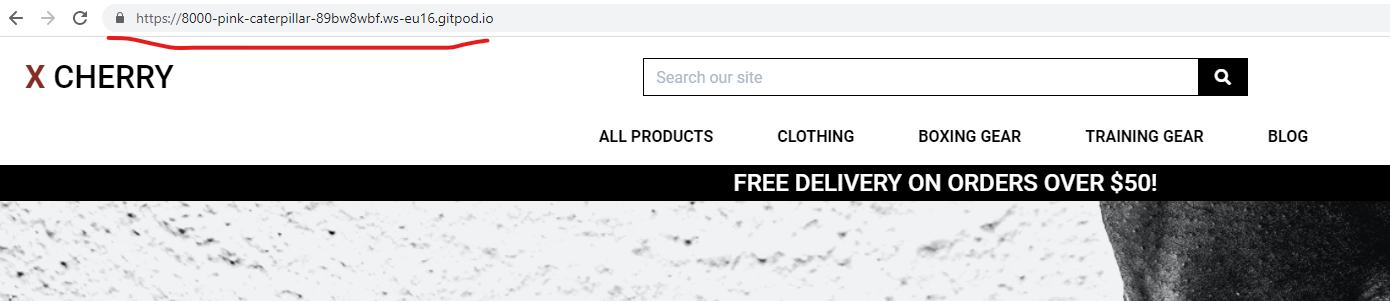 https://8000-pink-caterpillar-89bw8wbf.ws-eu16.gitpod.io
X CHERRY
Search our site
ALL PRODUCTS CLOTHING BOXING GEAR TRAINING GEAR BLOG
FREE DELIVERY ON ORDERS OVER $50!